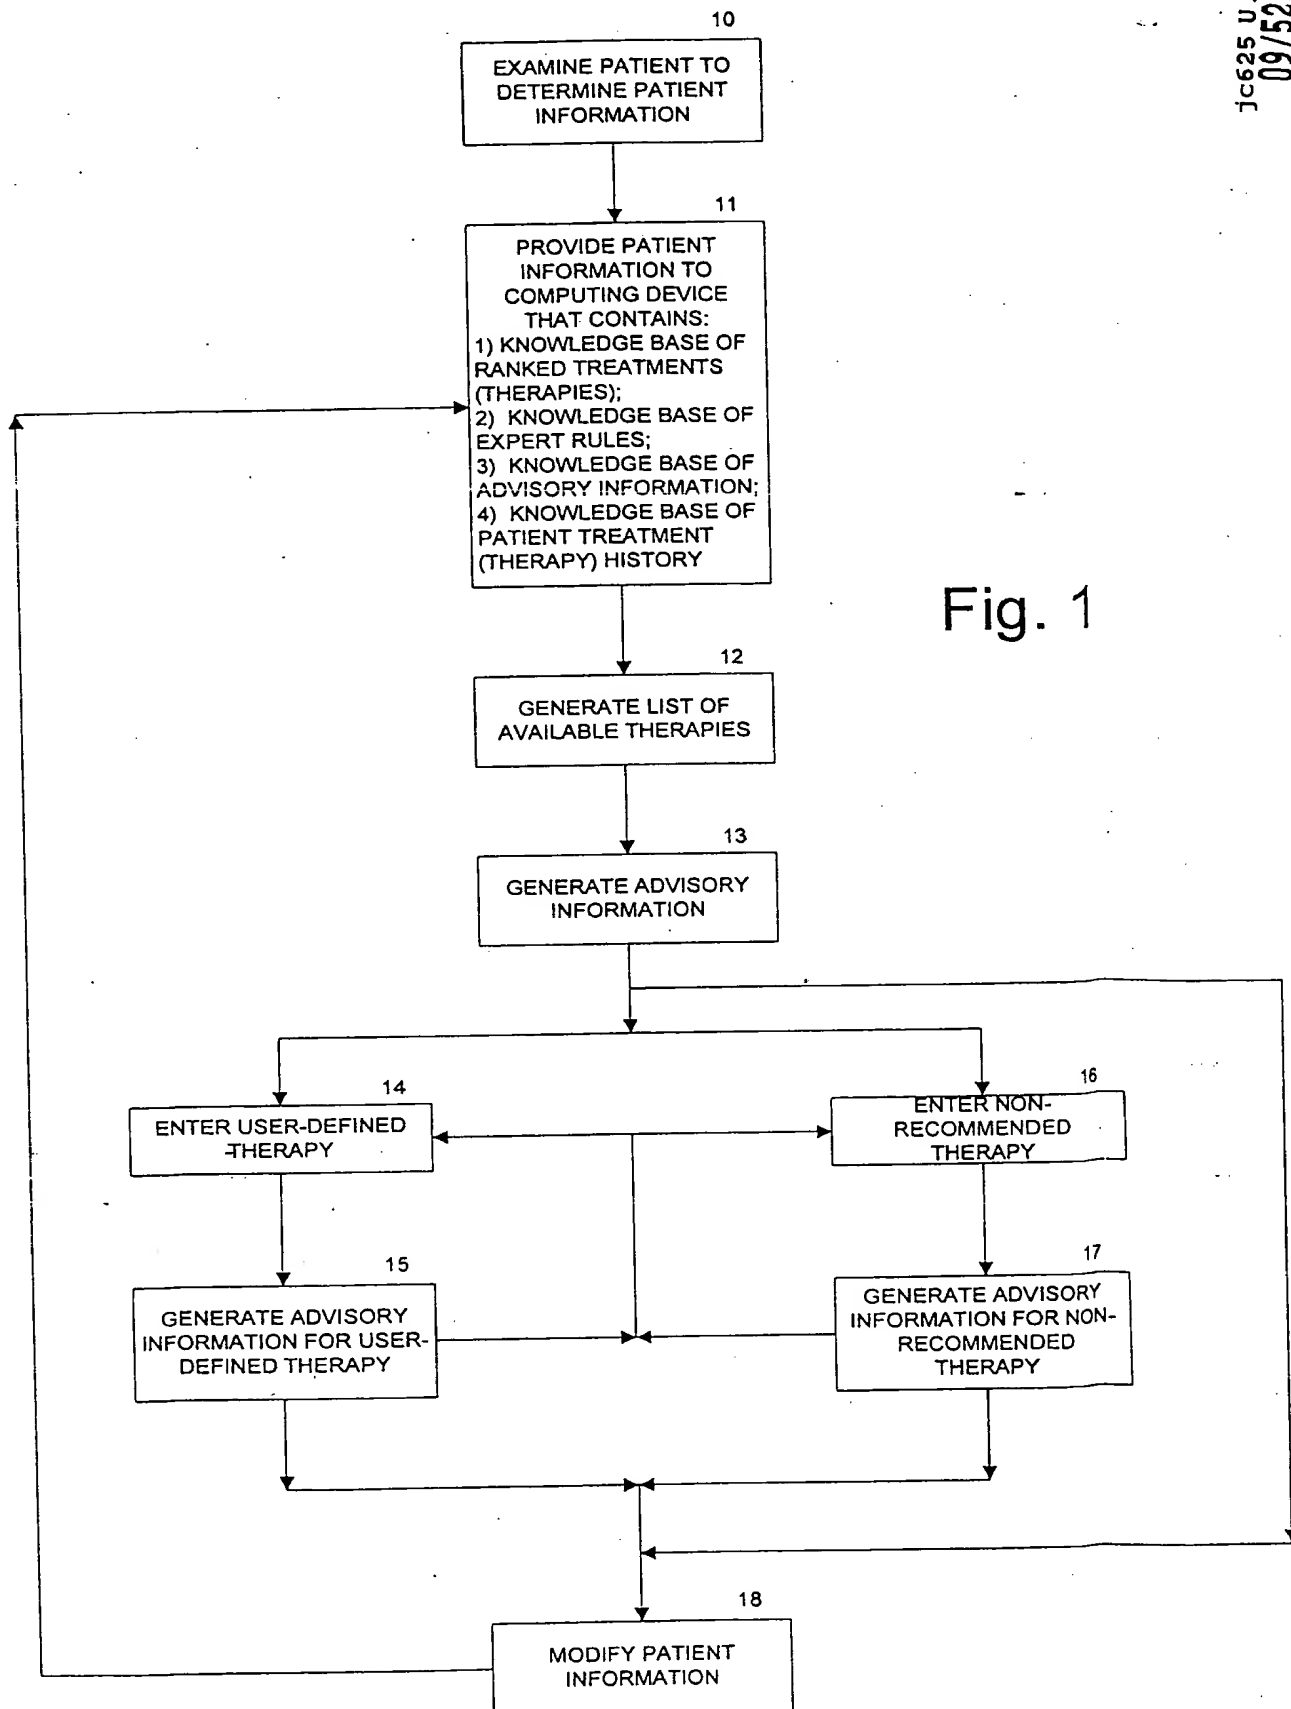 jc625 U.
09/52
10
EXAMINE PATIENT TO
DETERMINE PATIENT
INFORMATION
11
PROVIDE PATIENT
INFORMATION TO
COMPUTING DEVICE
THAT CONTAINS:
1) KNOWLEDGE BASE OF
RANKED TREATMENTS
(THERAPIES);
2) KNOWLEDGE BASE OF
EXPERT RULES;
3) KNOWLEDGE BASE OF
ADVISORY INFORMATION;
4) KNOWLEDGE BASE OF
PATIENT TREATMENT
(THERAPY) HISTORY
Fig. 1
12
GENERATE LIST OF
AVAILABLE THERAPIES
13
GENERATE ADVISORY
INFORMATION
14
ENTER USER-DEFINED
THERAPY
16
ENTER NON-
RECOMMENDED
THERAPY
15
GENERATE ADVISORY
INFORMATION FOR USER-
DEFINED THERAPY
17
GENERATE ADVISORY
INFORMATION FOR NON-
RECOMMENDED
THERAPY
18
MODIFY PATIENT
INFORMATION